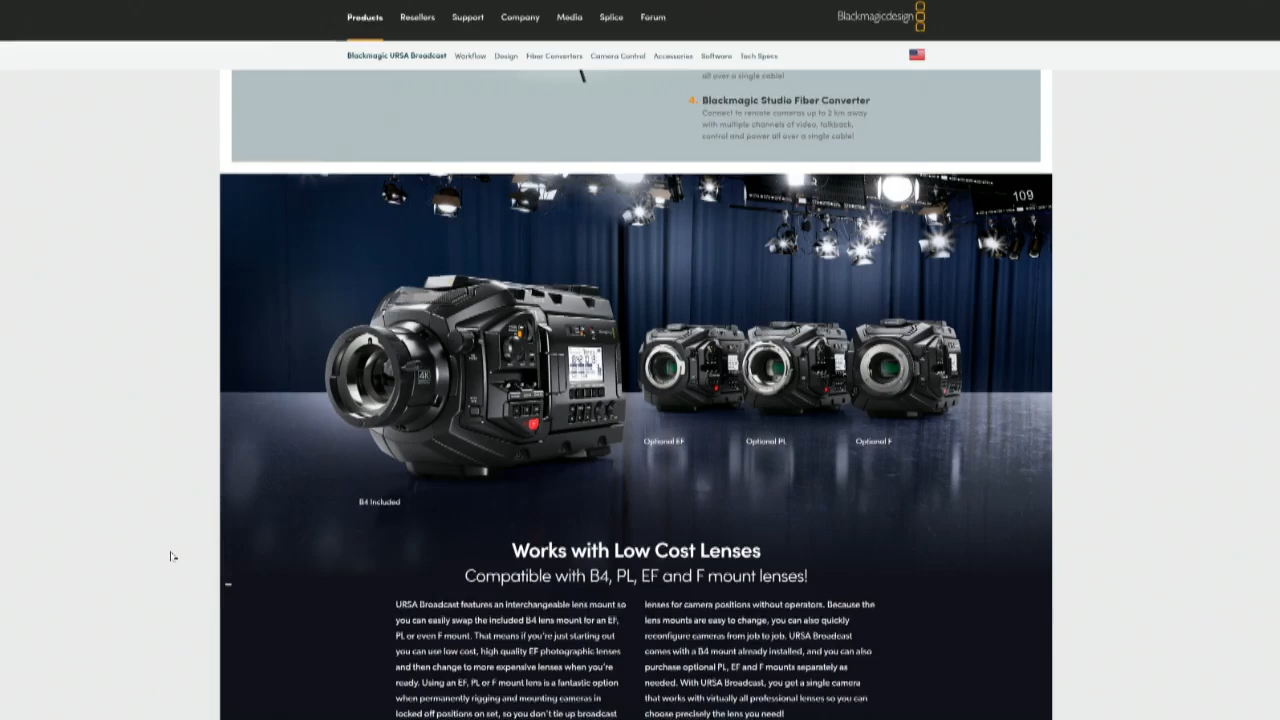 Products Resellers Support Company Media Splice Forum
Blackmagicdesign
Blackmagic URSA Broadcast Workflow Design Fiber Converters Camera Control Accessories Software Tech Specs
all over a single cable!
4. Blackmagic Studio Fiber Converter
Connect to remote cameras up to 2 km away
with multiple channels of video, talkback,
control and power all over a single cable!
109
4K
Optional EF
Optional PL
Optional F
B4 Included
Works with Low Cost Lenses
Compatible with B4, PL, EF and F mount lenses!
URSA Broadcast features an interchangeable lens mount so
you can easily swap the included B4 lens mount for an EF,
PL or even F mount. That means if you're just starting out
you can use low cost, high quality EF photographic lenses
and then change to more expensive lenses when you're
ready. Using an EF, PL or F mount lens is a fantastic option
when permanently rigging and mounting cameras in
locked off positions on set, so you don't tie up broadcast
lenses for camera positions without operators. Because the
lens mounts are easy to change, you can also quickly
reconfigure cameras from job to job. URSA Broadcast
comes with a B4 mount already installed, and you can also
purchase optional PL, EF and F mounts separately as
needed. With URSA Broadcast, you get a single camera
that works with virtually all professional lenses so you can
choose precisely the lens you need!